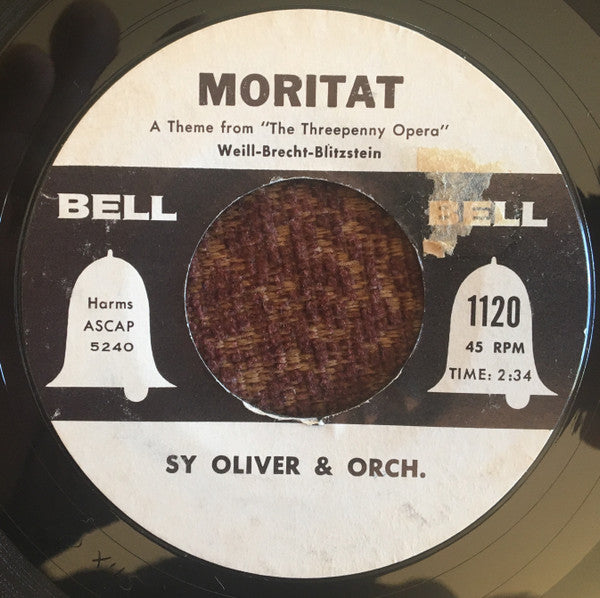 MORITAT
A Theme from "The Threepenny Opera"
Weill-Brecht-Blitzstein
BELL
BELL
Harms
ASCAP
5240
1120
45 RPM
TIME: 2:34
SY OLIVER & ORCH.